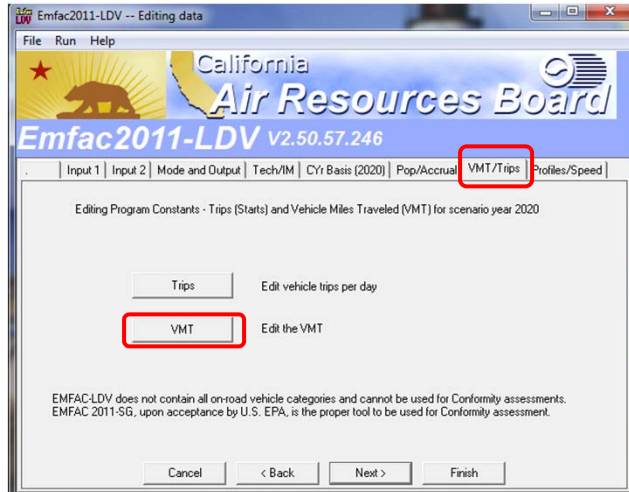 Emfac2011-LDV -- Editing data
File Run Help
California
Air Resources Board
Emfac2011-LDV V2.50.57.246
. Input 1 Input 2 Mode and Output Tech/IM CYr Basis (2020) Pop/Accrual VMT/Trips Profiles/Speed
Editing Program Constants - Trips (Starts) and Vehicle Miles Traveled (VMT) for scenario year 2020
Trips Edit vehicle trips per day
VMT Edit the VMT
EMFAC-LDV does not contain all on-road vehicle categories and cannot be used for Conformity assessments.
EMFAC 2011-SG, upon acceptance by U.S. EPA, is the proper tool to be used for Conformity assessment.
Cancel < Back Next > Finish